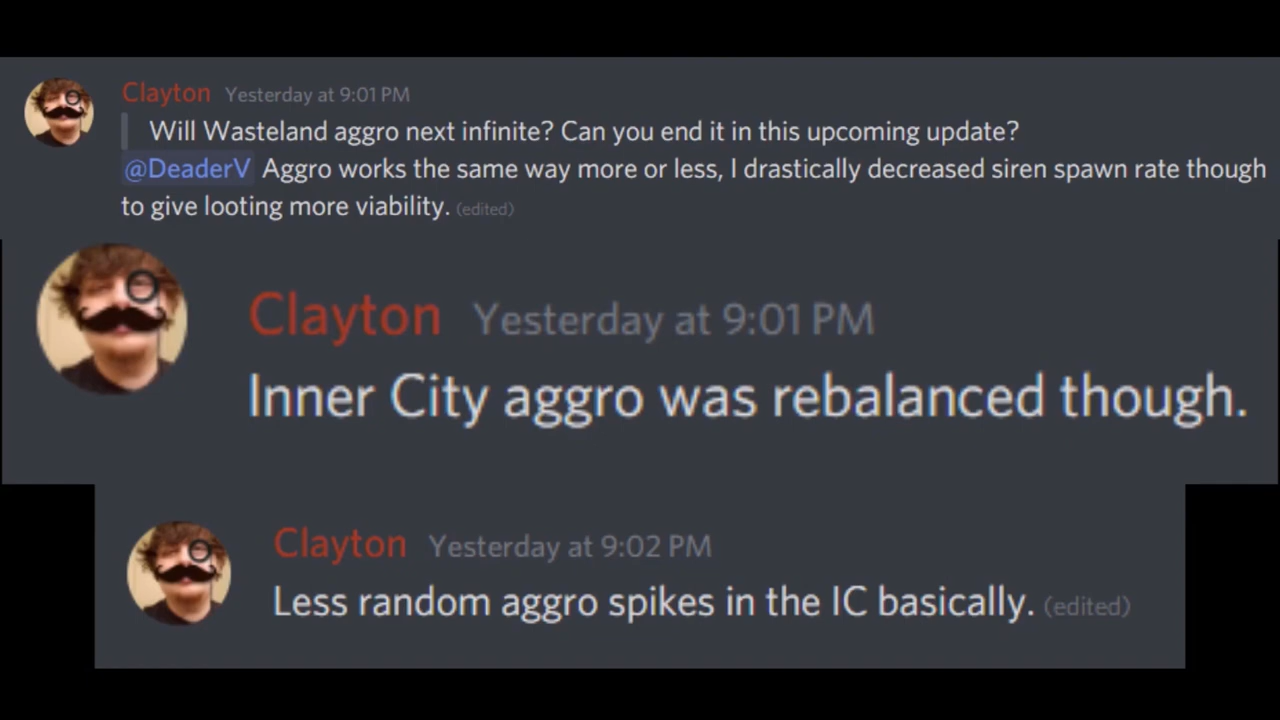 Clayton Yesterday at 9:01 PM
Will Wasteland aggro next infinite? Can you end it in this upcoming update?
@DeaderV Aggro works the same way more or less, I drastically decreased siren spawn rate though
to give looting more viability. (edited)
Clayton Yesterday at 9:01 PM
Inner City aggro was rebalanced though.
Clayton Yesterday at 9:02 PM
Less random aggro spikes in the IC basically. (edited)